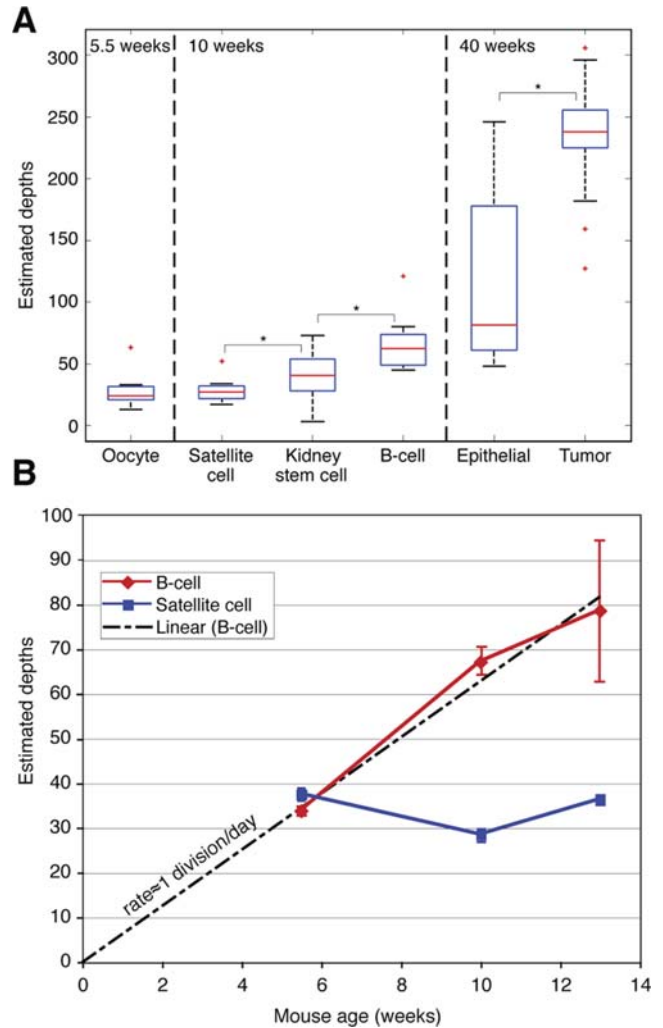 A
5.5 weeks
10 weeks
40 weeks
300
250
200
150
100
50
0
Estimated depths
*
*
*
Oocyte
Satellite
cell
Kidney
stem cell
B-cell
Epithelial
Tumor
B
100
90
80
70
60
50
40
30
20
10
0
Estimated depths
B-cell
Satellite cell
Linear (B-cell)
rate≈1 division/day
0 2 4 6 8 10 12 14
Mouse age (weeks)